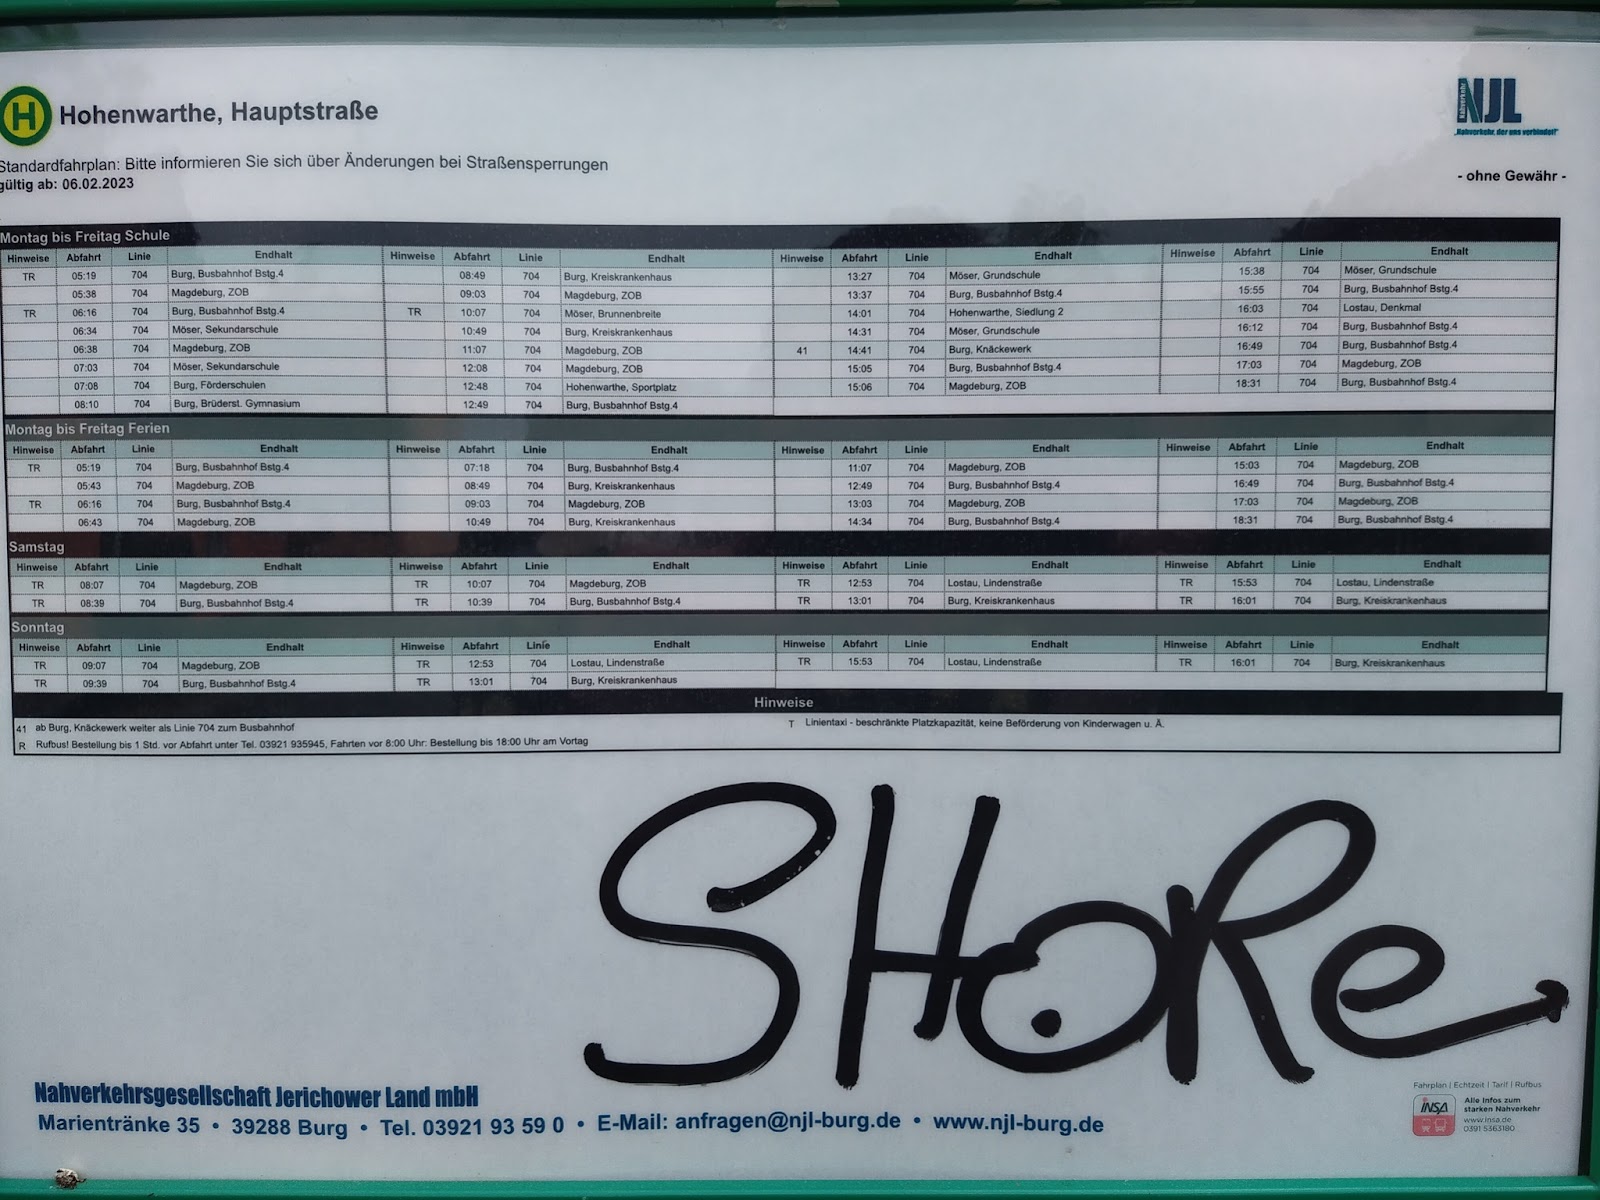 H Hohenwarthe, Hauptstraße
Nahverkehr NJL
„Nahverkehr, der uns verbindet!"
Standardfahrplan: Bitte informieren Sie sich über Änderungen bei Straßensperrungen
gültig ab: 06.02.2023
- ohne Gewähr -
Montag bis Freitag Schule
Hinweise Abfahrt Linie Endhalt Hinweise Abfahrt Linie Endhalt Hinweise Abfahrt Linie Endhalt Hinweise Abfahrt Linie Endhalt
TR 05:19 704 Burg, Busbahnhof Bstg.4 08:49 704 Burg, Kreiskrankenhaus 13:27 704 Möser, Grundschule 15:38 704 Möser, Grundschule
05:38 704 Magdeburg, ZOB 09:03 704 Magdeburg, ZOB 13:37 704 Burg, Busbahnhof Bstg.4 15:55 704 Burg, Busbahnhof Bstg.4
TR 06:16 704 Burg, Busbahnhof Bstg.4 TR 10:07 704 Möser, Brunnenbreite 14:01 704 Hohenwarthe, Siedlung 2 16:03 704 Lostau, Denkmal
06:34 704 Möser, Sekundarschule 10:49 704 Burg, Kreiskrankenhaus 14:31 704 Möser, Grundschule 16:12 704 Burg, Busbahnhof Bstg.4
06:38 704 Magdeburg, ZOB 11:07 704 Magdeburg, ZOB 41 14:41 704 Burg, Knäckewerk 16:49 704 Burg, Busbahnhof Bstg.4
07:03 704 Möser, Sekundarschule 12:08 704 Magdeburg, ZOB 15:05 704 Burg, Busbahnhof Bstg.4 17:03 704 Magdeburg, ZOB
07:08 704 Burg, Förderschulen 12:48 704 Hohenwarthe, Sportplatz 15:06 704 Magdeburg, ZOB 18:31 704 Burg, Busbahnhof Bstg.4
08:10 704 Burg, Brüderst. Gymnasium 12:49 704 Burg, Busbahnhof Bstg.4
Montag bis Freitag Ferien
Hinweise Abfahrt Linie Endhalt Hinweise Abfahrt Linie Endhalt Hinweise Abfahrt Linie Endhalt Hinweise Abfahrt Linie Endhalt
TR 05:19 704 Burg, Busbahnhof Bstg.4 07:18 704 Burg, Busbahnhof Bstg.4 11:07 704 Magdeburg, ZOB 15:03 704 Magdeburg, ZOB
05:43 704 Magdeburg, ZOB 08:49 704 Burg, Kreiskrankenhaus 12:49 704 Burg, Busbahnhof Bstg.4 16:49 704 Burg, Busbahnhof Bstg.4
TR 06:16 704 Burg, Busbahnhof Bstg.4 09:03 704 Magdeburg, ZOB 13:03 704 Magdeburg, ZOB 17:03 704 Magdeburg, ZOB
06:43 704 Magdeburg, ZOB 10:49 704 Burg, Kreiskrankenhaus 14:34 704 Burg, Busbahnhof Bstg.4 18:31 704 Burg, Busbahnhof Bstg.4
Samstag
Hinweise Abfahrt Linie Endhalt Hinweise Abfahrt Linie Endhalt Hinweise Abfahrt Linie Endhalt Hinweise Abfahrt Linie Endhalt
TR 08:07 704 Magdeburg, ZOB TR 10:07 704 Magdeburg, ZOB TR 12:53 704 Lostau, Lindenstraße TR 15:53 704 Lostau, Lindenstraße
TR 08:39 704 Burg, Busbahnhof Bstg.4 TR 10:39 704 Burg, Busbahnhof Bstg.4 TR 13:01 704 Burg, Kreiskrankenhaus TR 16:01 704 Burg, Kreiskrankenhaus
Sonntag
Hinweise Abfahrt Linie Endhalt Hinweise Abfahrt Linie Endhalt Hinweise Abfahrt Linie Endhalt Hinweise Abfahrt Linie Endhalt
TR 09:07 704 Magdeburg, ZOB TR 12:53 704 Lostau, Lindenstraße TR 15:53 704 Lostau, Lindenstraße TR 16:01 704 Burg, Kreiskrankenhaus
TR 09:39 704 Burg, Busbahnhof Bstg.4 TR 13:01 704 Burg, Kreiskrankenhaus
Hinweise
41 ab Burg, Knäckewerk weiter als Linie 704 zum Busbahnhof T Linientaxi - beschränkte Platzkapazität, keine Beförderung von Kinderwagen u. Ä.
R Rufbus! Bestellung bis 1 Std. vor Abfahrt unter Tel. 03921 935945, Fahrten vor 8:00 Uhr: Bestellung bis 18:00 Uhr am Vortag
SHORe
Nahverkehrsgesellschaft Jerichower Land mbH
Marientränke 35 • 39288 Burg • Tel. 03921 93 59 0 • E-Mail: anfragen@njl-burg.de • www.njl-burg.de
Fahrplan | Echtzeit | Tarif | Rufbus
INSA
Alle Infos zum
starken Nahverkehr
www.insa.de
0391 5363180